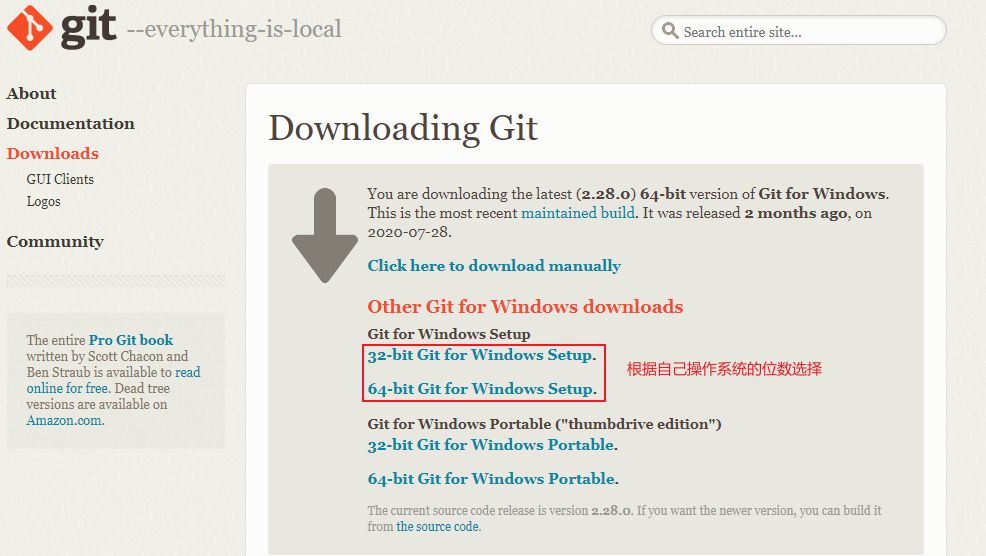 git --everything-is-local
Search entire site...
About
Documentation
Downloads
GUI Clients
Logos
Community
The entire Pro Git book
written by Scott Chacon and
Ben Straub is available to read
online for free. Dead tree
versions are available on
Amazon.com.
Downloading Git
You are downloading the latest (2.28.0) 64-bit version of Git for Windows.
This is the most recent maintained build. It was released 2 months ago, on
2020-07-28.
Click here to download manually
Other Git for Windows downloads
Git for Windows Setup
32-bit Git for Windows Setup.
64-bit Git for Windows Setup.
根据自己操作系统的位数选择
Git for Windows Portable ("thumbdrive edition")
32-bit Git for Windows Portable.
64-bit Git for Windows Portable.
The current source code release is version 2.28.0. If you want the newer version, you can build it
from the source code.